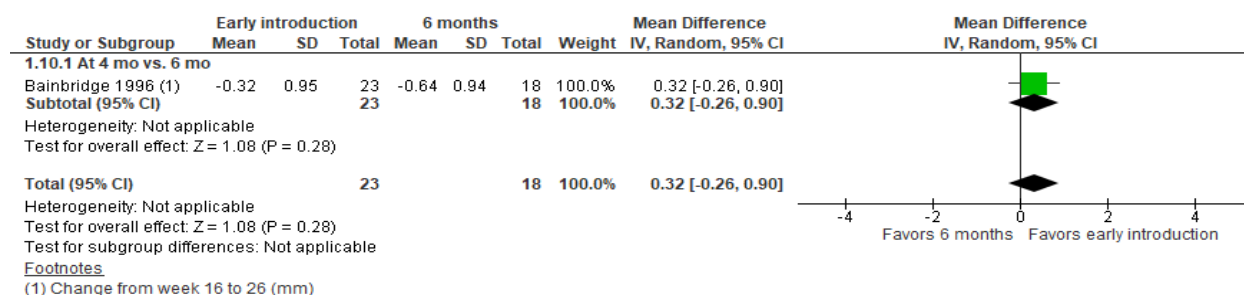 Early introduction 6 months Mean Difference Mean Difference
Study or Subgroup Mean SD Total Mean SD Total Weight IV, Random, 95% CI IV, Random, 95% CI
1.10.1 At 4 mo vs. 6 mo
Bainbridge 1996 (1) -0.32 0.95 23 -0.64 0.94 18 100.0% 0.32 [-0.26, 0.90]
Subtotal (95% CI) 23 18 100.0% 0.32 [-0.26, 0.90]
Heterogeneity: Not applicable
Test for overall effect: Z = 1.08 (P = 0.28)
Total (95% CI) 23 18 100.0% 0.32 [-0.26, 0.90]
Heterogeneity: Not applicable
Test for overall effect: Z = 1.08 (P = 0.28)
Test for subgroup differences: Not applicable
-4 -2 0 2 4
Favors 6 months Favors early introduction
Footnotes
(1) Change from week 16 to 26 (mm)